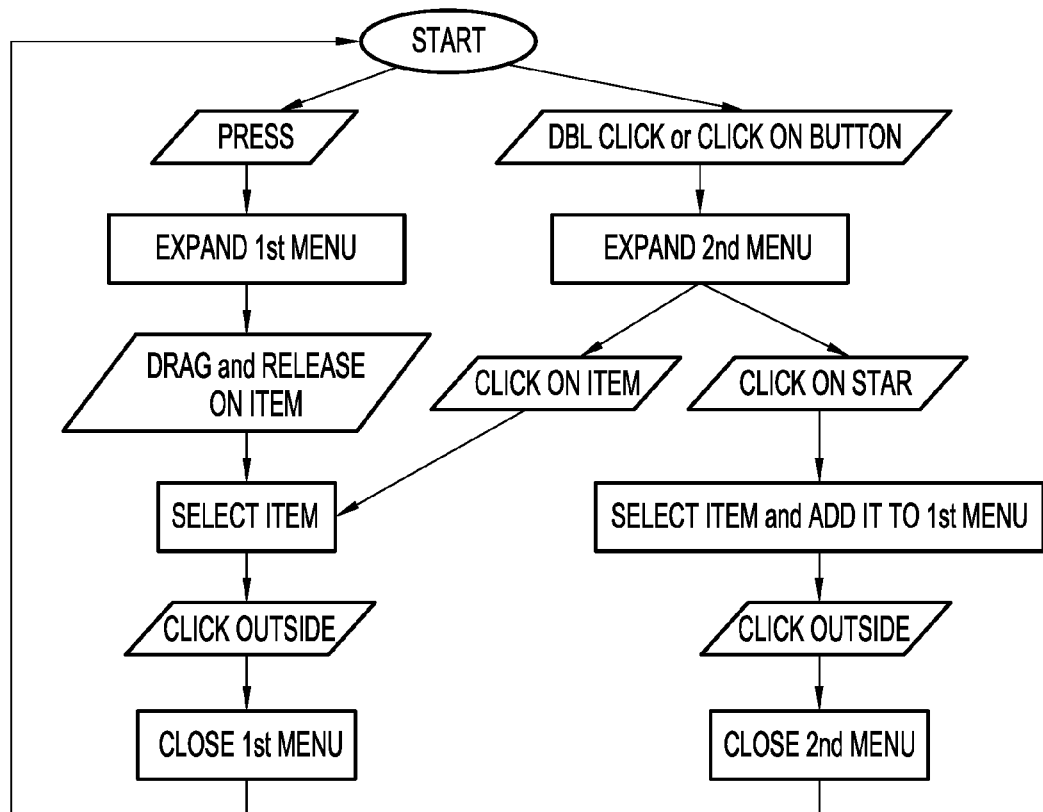 START
PRESS
DBL CLICK or CLICK ON BUTTON
EXPAND 1st MENU
EXPAND 2nd MENU
DRAG and RELEASE
ON ITEM
CLICK ON ITEM
CLICK ON STAR
SELECT ITEM
SELECT ITEM and ADD IT TO 1st MENU
CLICK OUTSIDE
CLICK OUTSIDE
CLOSE 1st MENU
CLOSE 2nd MENU